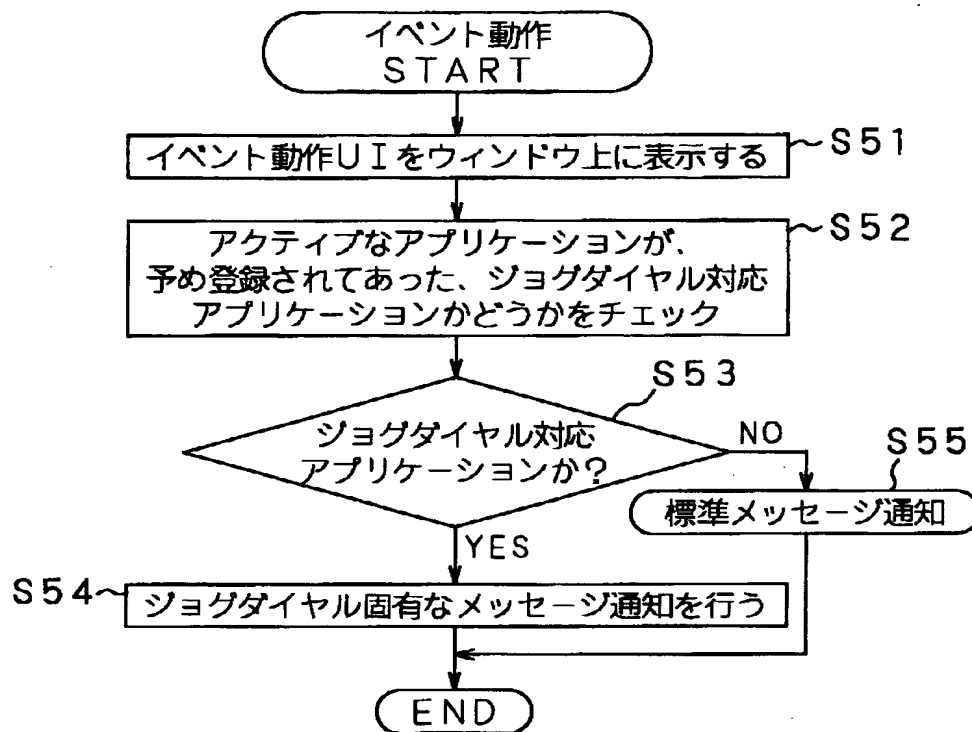 イベント動作
START
イベント動作UIをウィンドウ上に表示する
S51
アクティブなアプリケーションが、
予め登録されてあった、ジョグダイヤル対応
アプリケーションかどうかをチェック
S52
S53
ジョグダイヤル対応
アプリケーションか?
NO
S55
標準メッセージ通知
YES
S54
ジョグダイヤル固有なメッセージ通知を行う
END